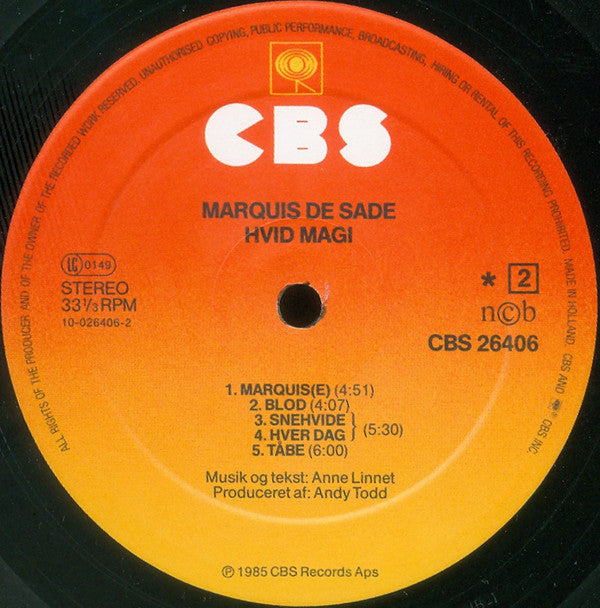 ALL RIGHTS OF THE PRODUCER AND OF THE OWNER OF THE RECORDED WORK RESERVED. UNAUTHORISED COPYING, PUBLIC PERFORMANCE, BROADCASTING, HIRING OR RENTAL OF THIS RECORDING PROHIBITED. MADE IN HOLLAND. CBS AND CBS INC.
CBS
MARQUIS DE SADE
HVID MAGI
LC 0149
STEREO
33 1/3 RPM
10-026406-2
* 2
n©b
CBS 26406
1. MARQUIS(E) (4:51)
2. BLOD (4:07)
3. SNEHVIDE
4. HVER DAG } (5:30)
5. TÅBE (6:00)
Musik og tekst: Anne Linnet
Produceret af: Andy Todd
℗ 1985 CBS Records Aps